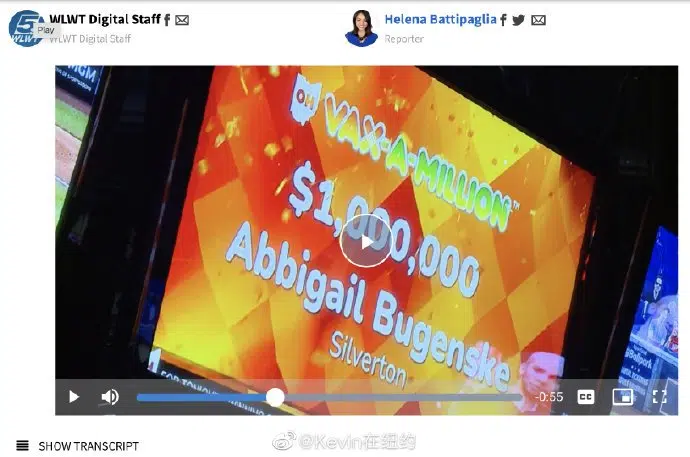 5
WLWT
Play
WLWT Digital Staff
WLWT Digital Staff
Helena Battipaglia
Reporter
OH
VAX-A-MILLION™
$1,000,000
Abbigail Bugenske
Silverton
-0:55
CC
SHOW TRANSCRIPT
@Kevin在纽约